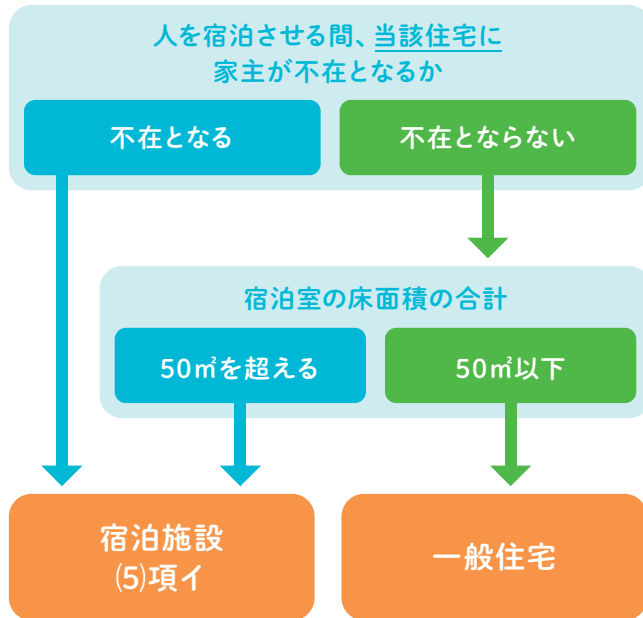 人を宿泊させる間、当該住宅に
家主が不在となるか
不在となる
不在とならない
宿泊室の床面積の合計
50㎡を超える
50㎡以下
宿泊施設
(5)項イ
一般住宅